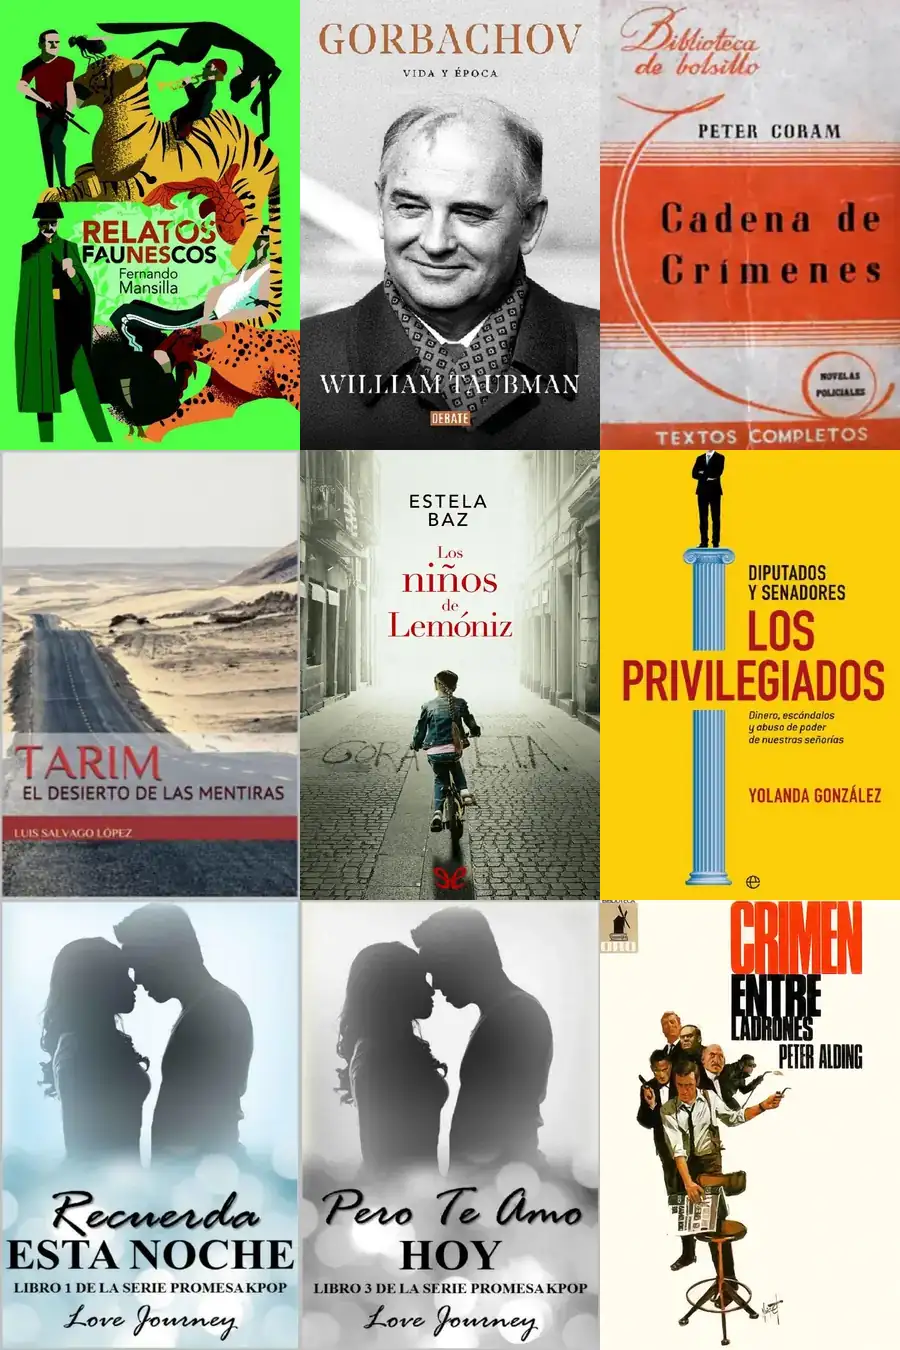 RELATOS
FAUNESCOS
Fernando
Mansilla
GORBACHOV
VIDA Y ÉPOCA
WILLIAM TAUBMAN
DEBATE
Biblioteca
de bolsillo
PETER CORAM
Cadena de
Crímenes
NOVELAS
POLICIALES
TEXTOS COMPLETOS
TARIM
EL DESIERTO DE LAS MENTIRAS
LUIS SALVAGO LÓPEZ
ESTELA
BAZ
Los
niños
de
Lemóniz
GORA ETA
DIPUTADOS
Y SENADORES
LOS
PRIVILEGIADOS
Dinero, escándalos
y abuso de poder
de nuestras señorías
YOLANDA GONZÁLEZ
Recuerda
ESTA NOCHE
LIBRO 1 DE LA SERIE PROMESA KPOP
Love Journey
Pero Te Amo
HOY
LIBRO 3 DE LA SERIE PROMESA KPOP
Love Journey
BIBLIOTECA
ORO
CRIMEN
ENTRE
LADRONES
PETER ALDING